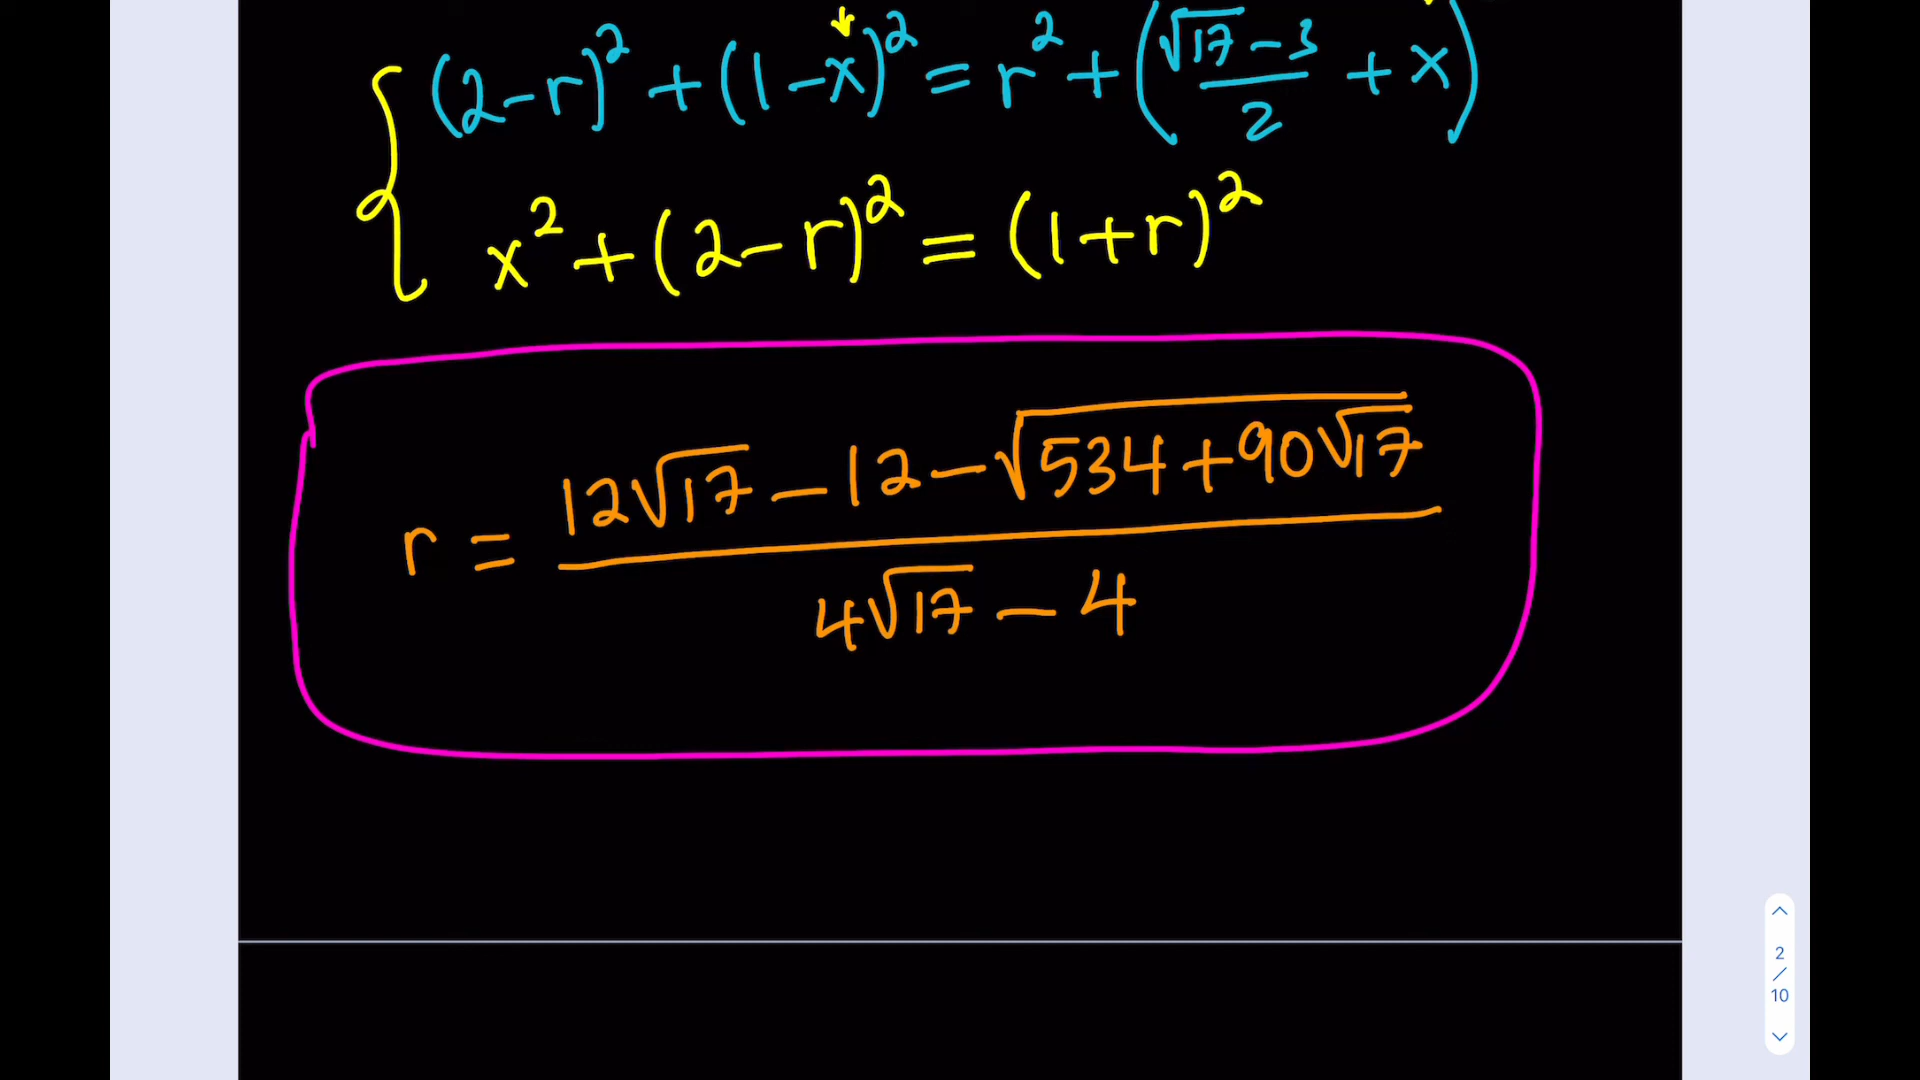 (2-r)² + (1-x)² = r² + (√17 - 3 / 2 + x)
x² + (2-r)² = (1+r)²
r = 12√17 - 12 - √534 + 90√17 / 4√17 - 4
2
/
10